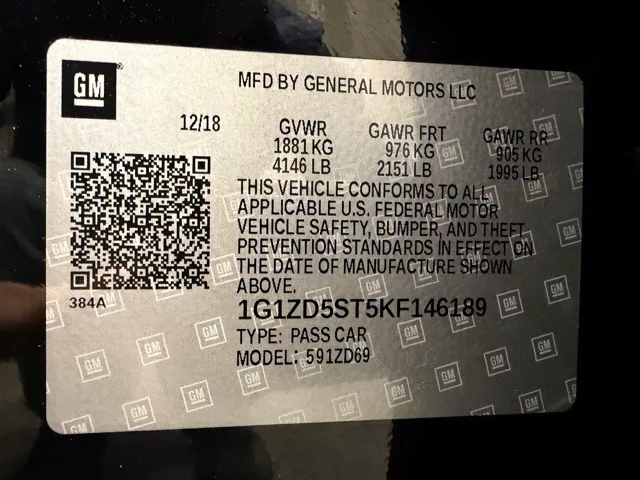 GM
MFD BY GENERAL MOTORS LLC
12/18
GVWR GAWR FRT GAWR RR
1881 KG 976 KG 905 KG
4146 LB 2151 LB 1995 LB
THIS VEHICLE CONFORMS TO ALL
APPLICABLE U.S. FEDERAL MOTOR
VEHICLE SAFETY, BUMPER, AND THEFT
PREVENTION STANDARDS IN EFFECT ON
THE DATE OF MANUFACTURE SHOWN
ABOVE.
384A
1G1ZD5ST5KF146189
TYPE: PASS CAR
MODEL: 591ZD69